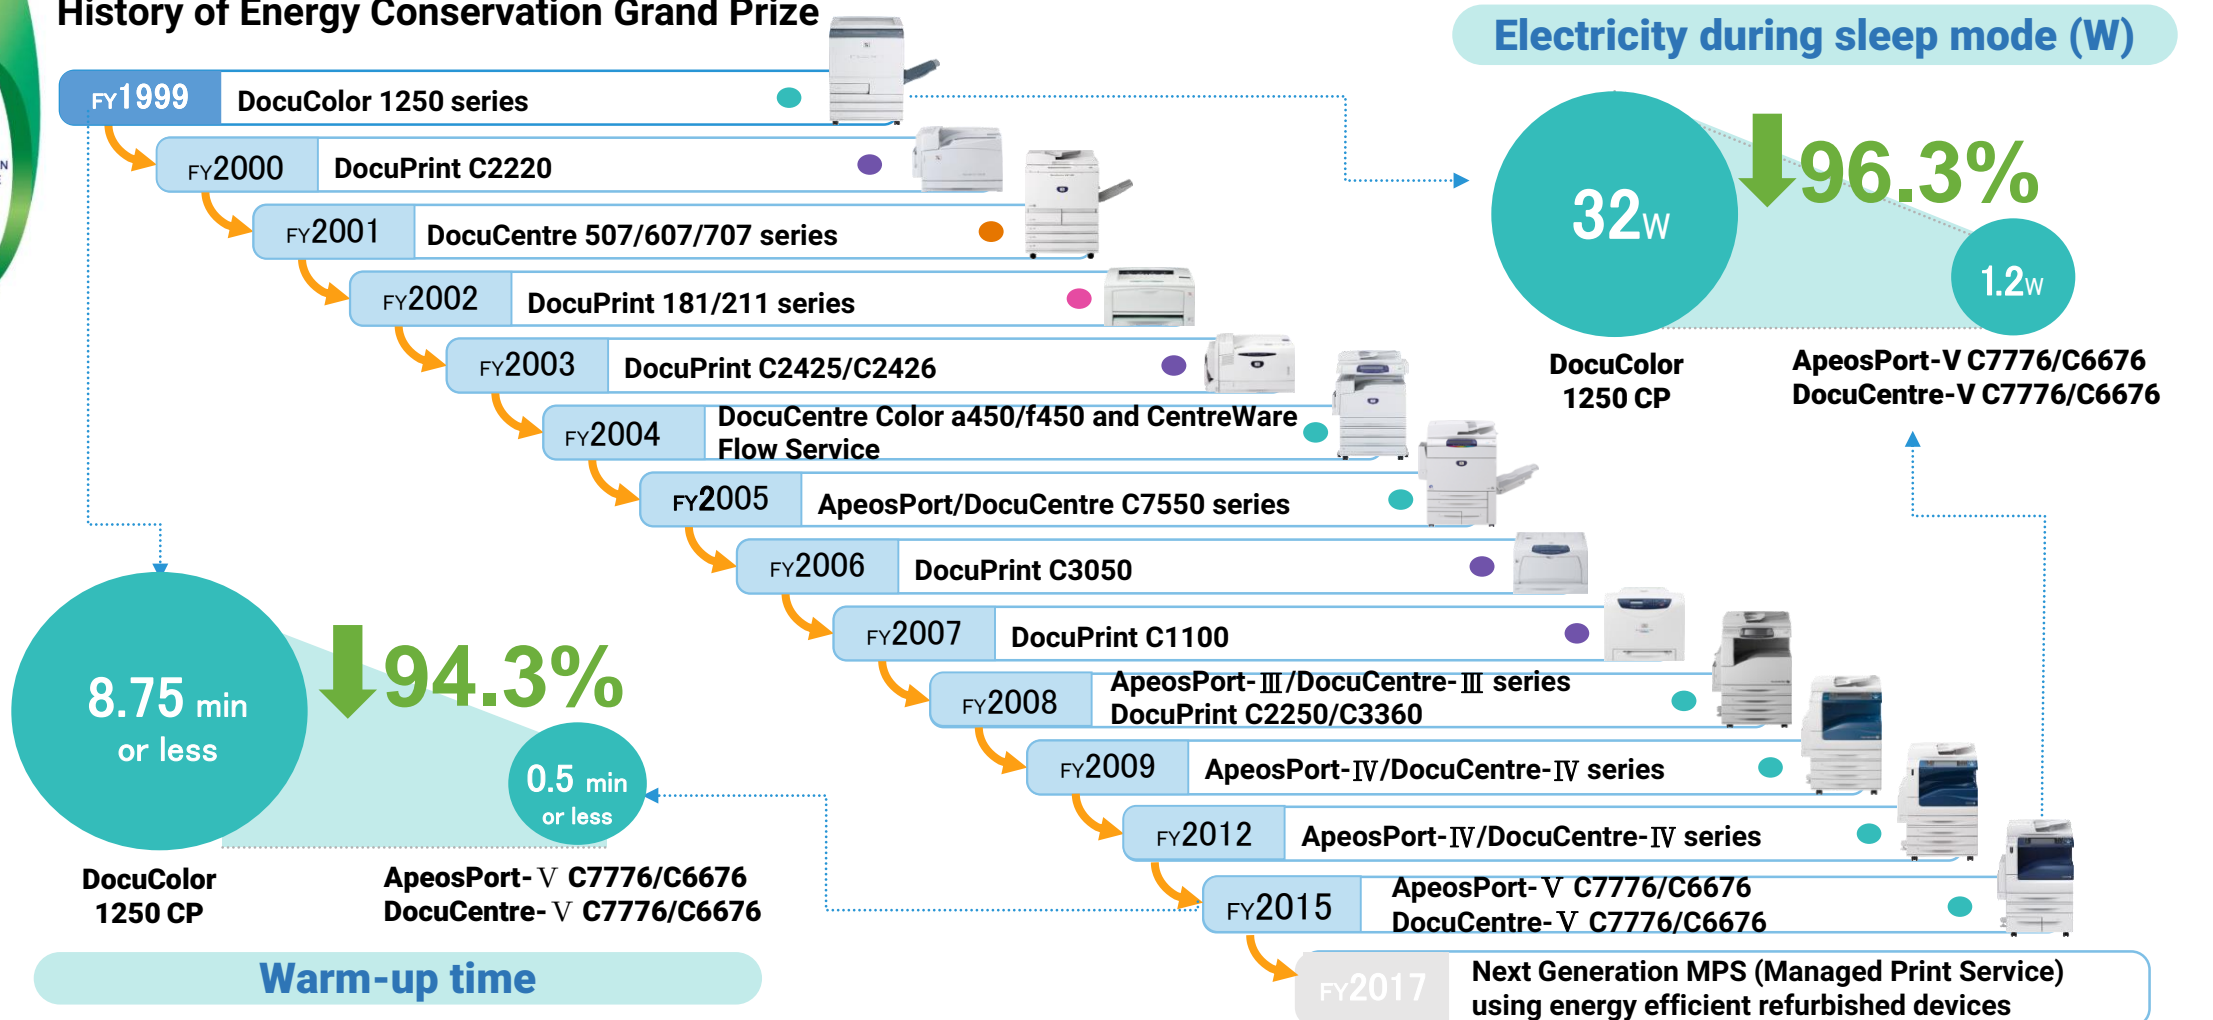 History of Energy Conservation Grand Prize
FY1999
DocuColor 1250 series
FY2000
DocuPrint C2220
FY2001
DocuCentre 507/607/707 series
FY2002
DocuPrint 181/211 series
FY2003
DocuPrint C2425/C2426
FY2004
DocuCentre Color a450/f450 and CentreWare
Flow Service
FY2005
ApeosPort/DocuCentre C7550 series
FY2006
DocuPrint C3050
FY2007
DocuPrint C1100
FY2008
ApeosPort-Ⅲ/DocuCentre-Ⅲ series
DocuPrint C2250/C3360
FY2009
ApeosPort-Ⅳ/DocuCentre-Ⅳ series
FY2012
ApeosPort-Ⅳ/DocuCentre-Ⅳ series
FY2015
ApeosPort-Ⅴ C7776/C6676
DocuCentre-Ⅴ C7776/C6676
FY2017
Next Generation MPS (Managed Print Service)
using energy efficient refurbished devices
Electricity during sleep mode (W)
96.3%
32W
1.2W
DocuColor
1250 CP
ApeosPort-V C7776/C6676
DocuCentre-V C7776/C6676
94.3%
8.75 min
or less
0.5 min
or less
DocuColor
1250 CP
ApeosPort-Ⅴ C7776/C6676
DocuCentre-Ⅴ C7776/C6676
Warm-up time